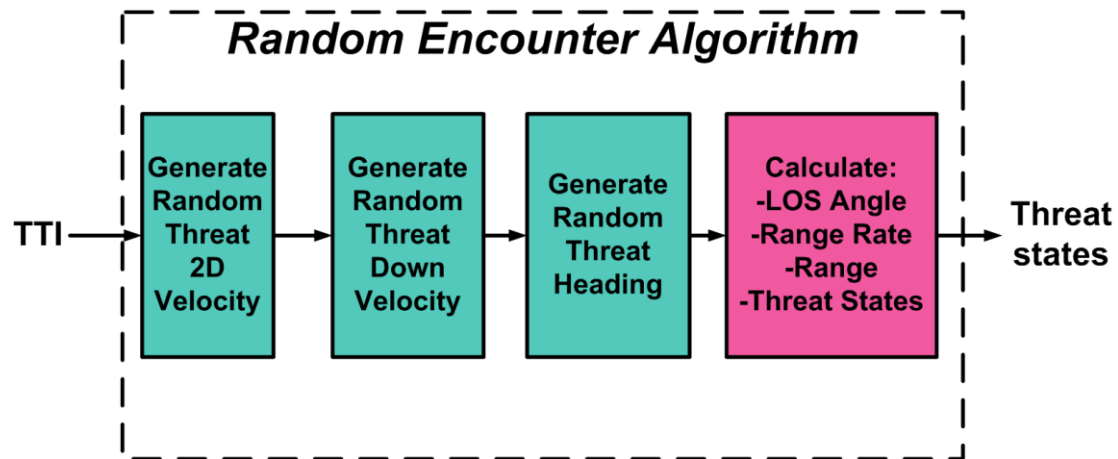 Random Encounter Algorithm
TTI
Generate
Random
Threat
2D
Velocity
Generate
Random
Threat
Down
Velocity
Generate
Random
Threat
Heading
Calculate:
-LOS Angle
-Range Rate
-Range
-Threat States
Threat
states